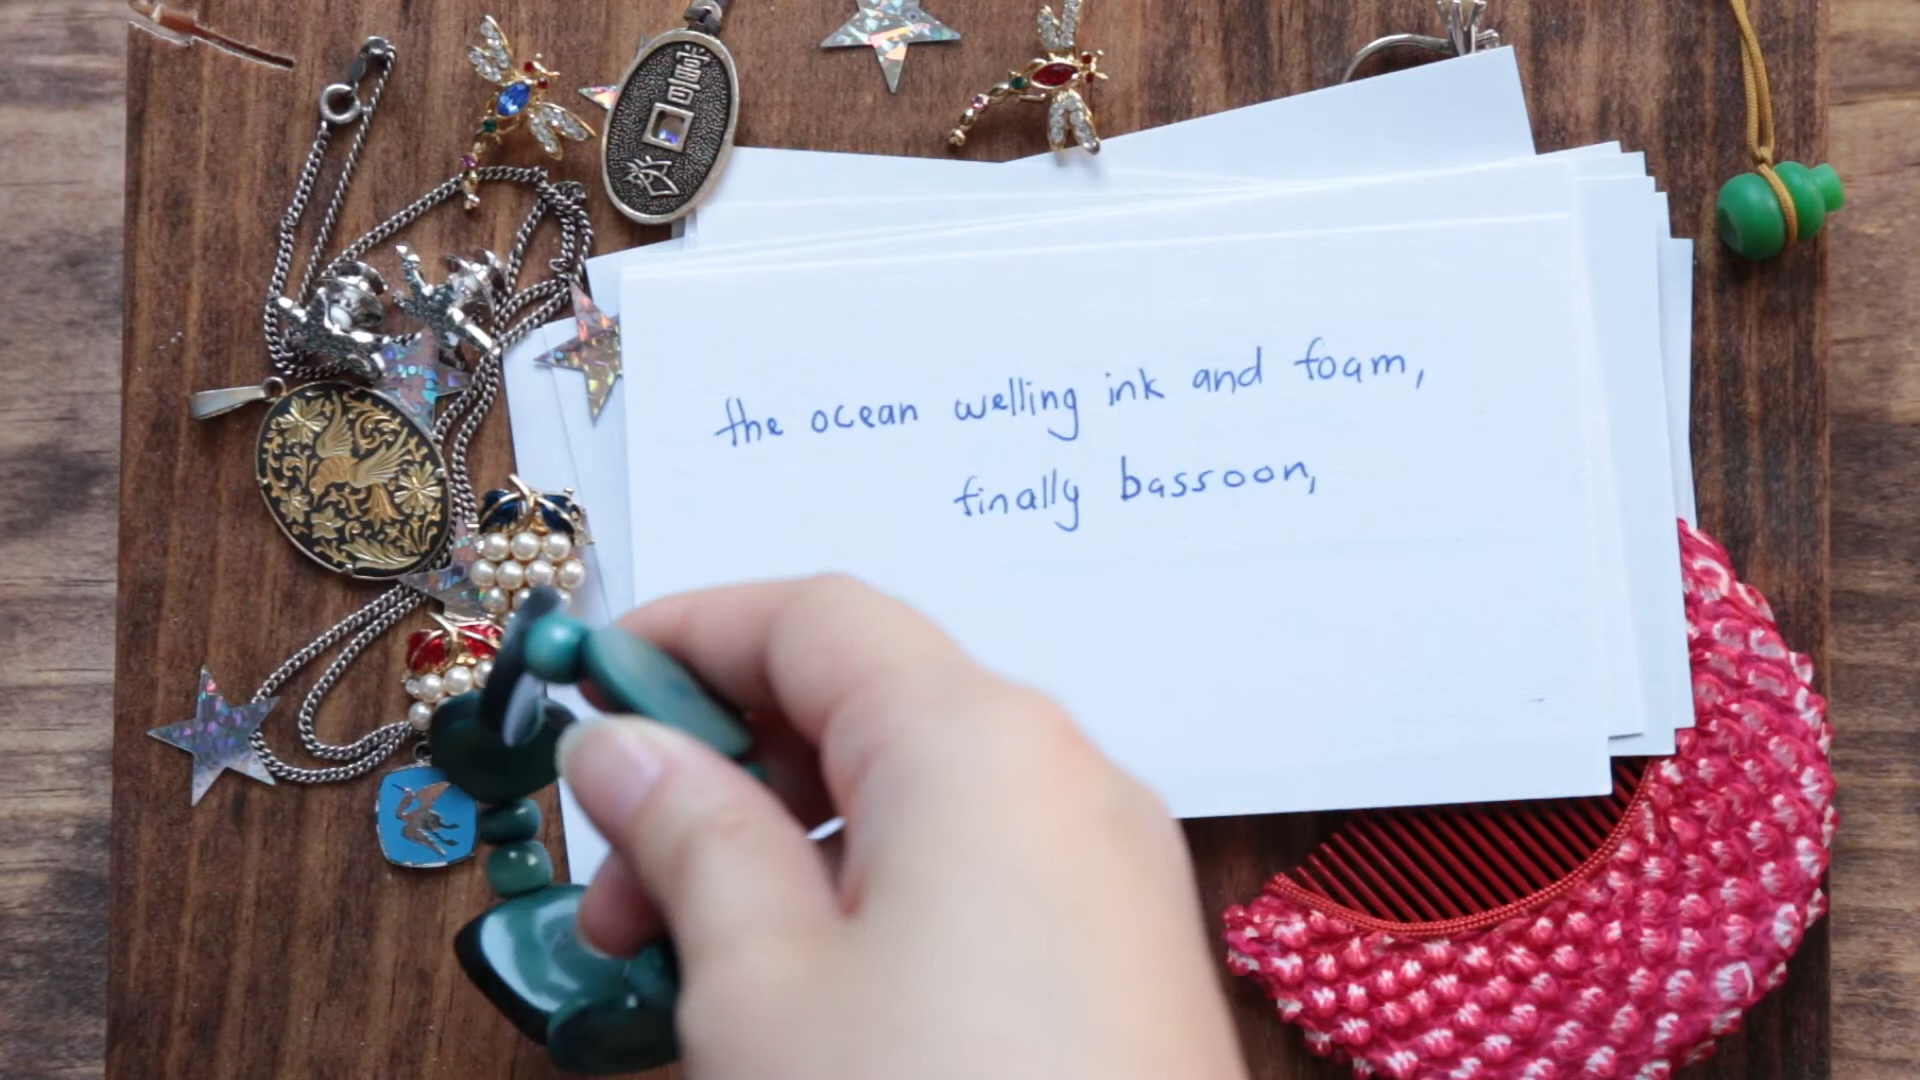 the ocean welling ink and foam,
finally bassoon,